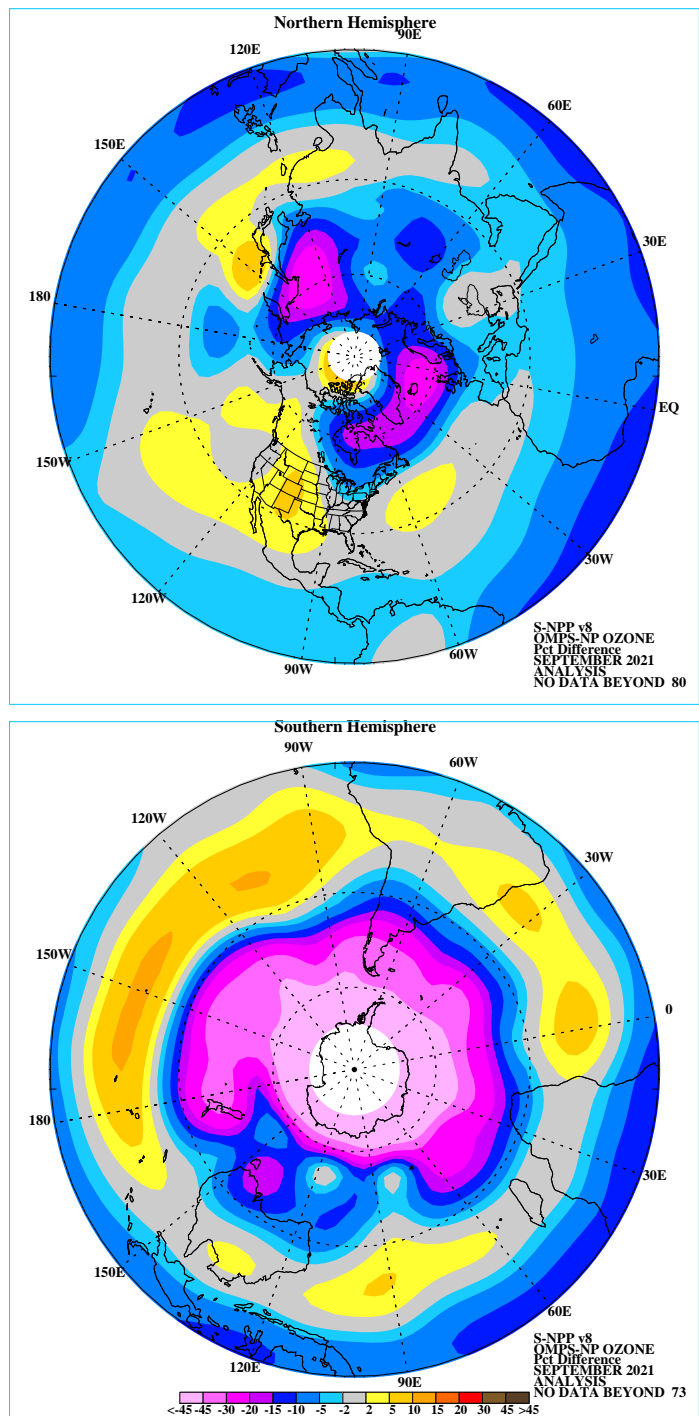 Northern Hemisphere
90E
120E
60E
150E
30E
180
EQ
150W
30W
120W
60W
90W
S-NPP v8
OMPS-NP OZONE
Pct Difference
SEPTEMBER 2021
ANALYSIS
NO DATA BEYOND 80
Southern Hemisphere
90W
60W
120W
30W
150W
0
180
30E
150E
60E
120E
90E
S-NPP v8
OMPS-NP OZONE
Pct Difference
SEPTEMBER 2021
ANALYSIS
NO DATA BEYOND 73
<-45 -45 -30 -20 -15 -10 -5 -2 2 5 10 15 20 30 45 >45